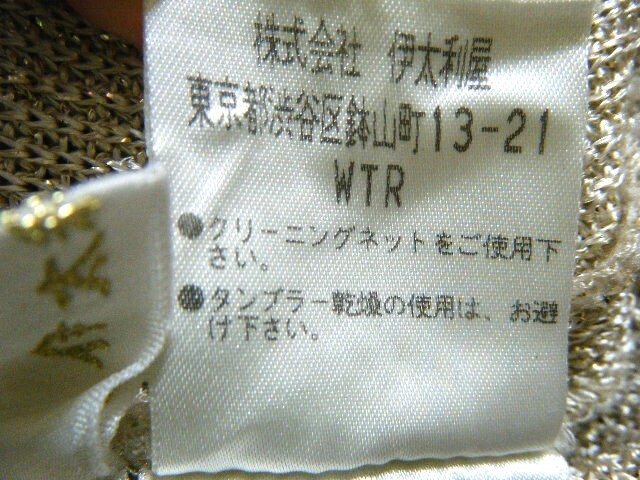 株式会社 伊太利屋
東京都渋谷区鉢山町13-21
WTR
●クリーニングネットをご使用下
さい。
●タンブラー乾燥の使用は、お避
け下さい。
伊太